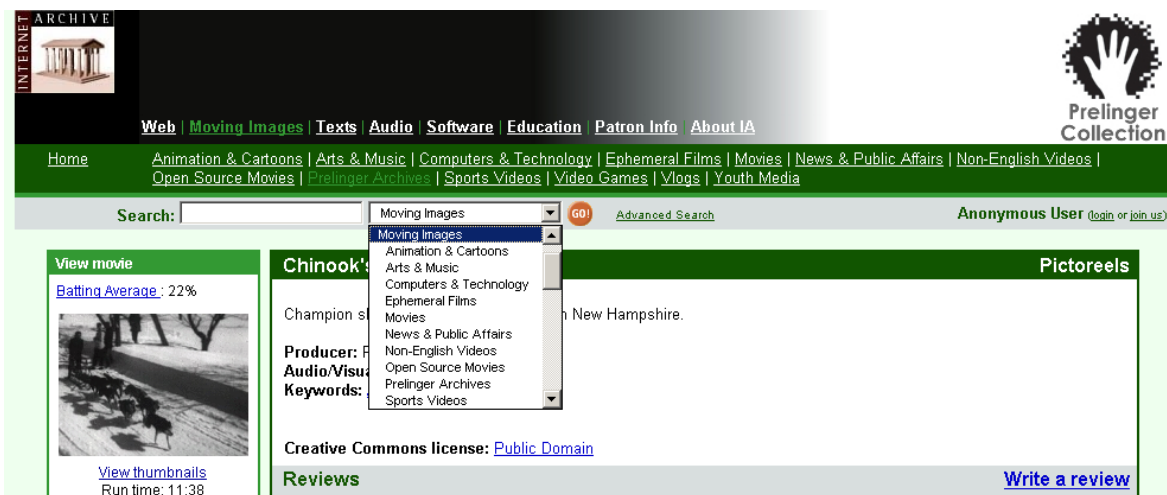 INTERNET
ARCHIVE
Prelinger
Collection
Web | Moving Images | Texts | Audio | Software | Education | Patron Info | About IA
Home Animation & Cartoons | Arts & Music | Computers & Technology | Ephemeral Films | Movies | News & Public Affairs | Non-English Videos |
Open Source Movies | Prelinger Archives | Sports Videos | Video Games | Vlogs | Youth Media
Search: Moving Images GO! Advanced Search Anonymous User (login or join us)
Moving Images
Animation & Cartoons
Arts & Music
Computers & Technology
Ephemeral Films
Movies
News & Public Affairs
Non-English Videos
Open Source Movies
Prelinger Archives
Sports Videos
View movie
Batting Average : 22%
View thumbnails
Run time: 11:38
Chinook's Pictoreels
Champion New Hampshire.
Producer:
Keywords:
Creative Commons license: Public Domain
Reviews Write a review